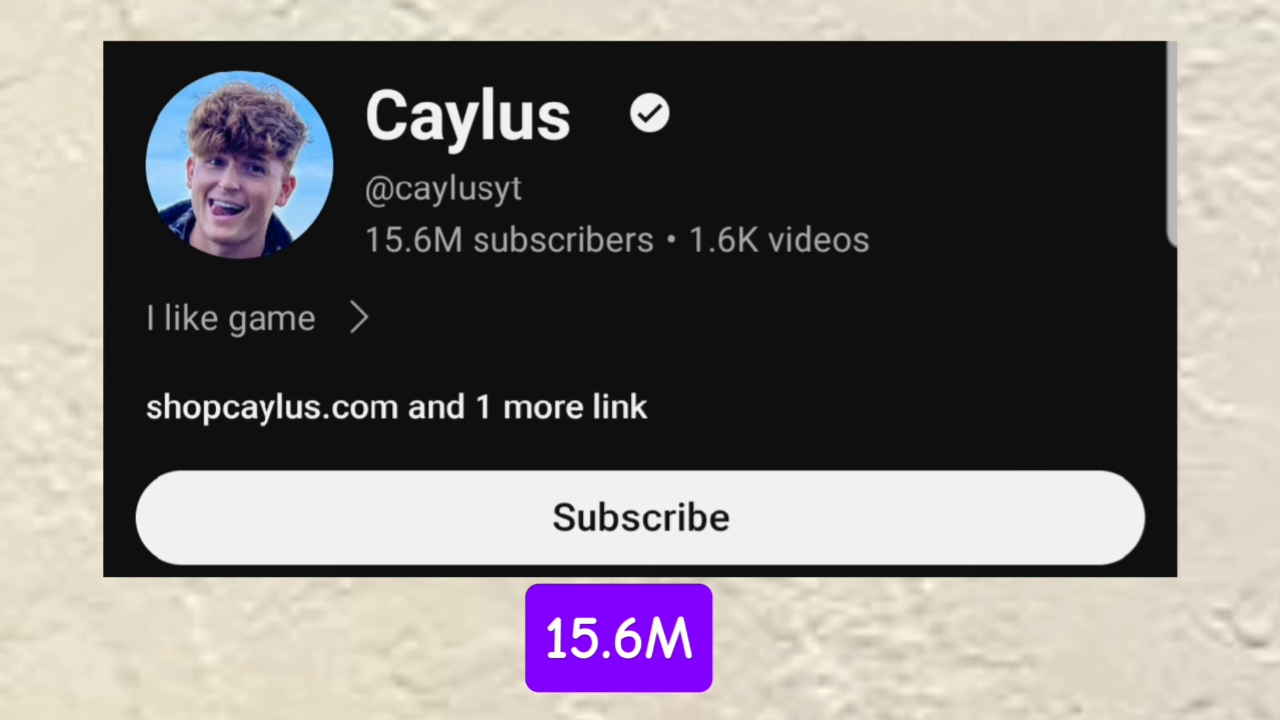 Caylus
@caylusyt
15.6M subscribers • 1.6K videos
I like game
shopcaylus.com and 1 more link
Subscribe
15.6M